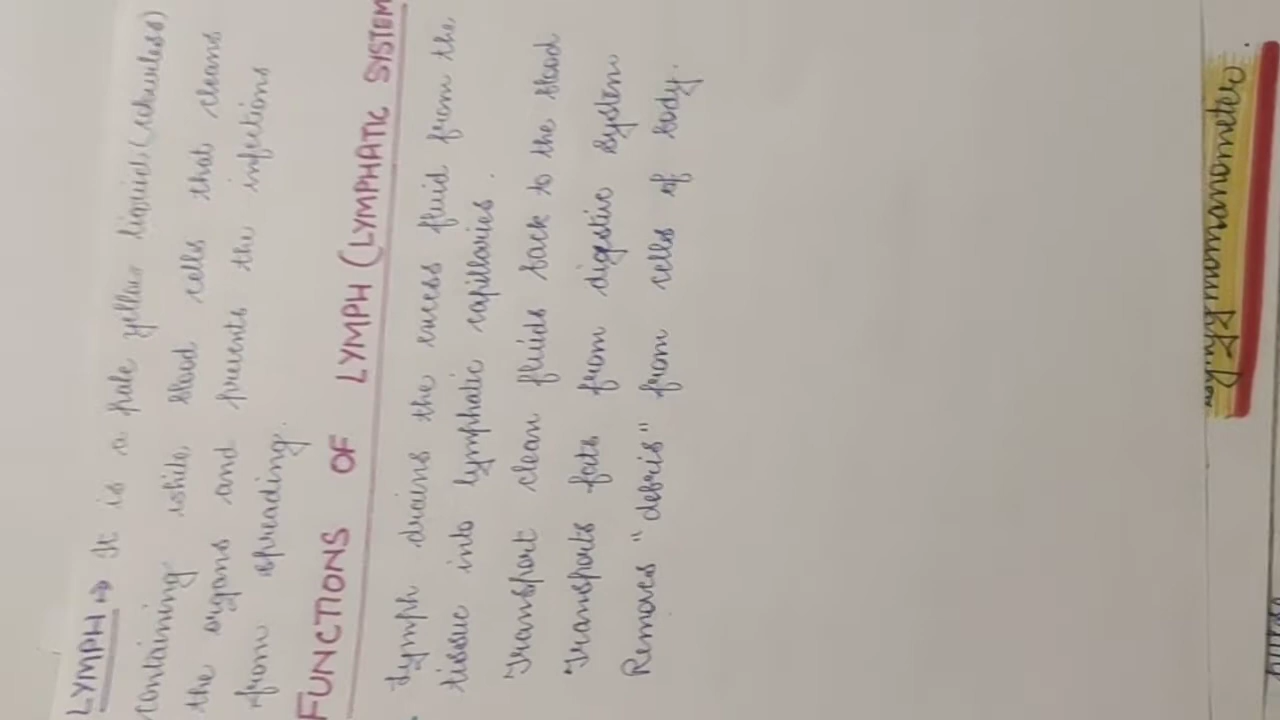 LYMPH → It is a pale yellow liquid (colourless)
containing white blood cells that cleans
the organs and prevents the infections
from spreading.
FUNCTIONS OF LYMPH (LYMPHATIC SYSTEM
Lymph drains the excess fluid from the
tissue into lymphatic capillaries.
Transport clean fluids back to the blood
Transports fats from digestive system
Removes "debris" from cells of body.
sphygmomanometer.